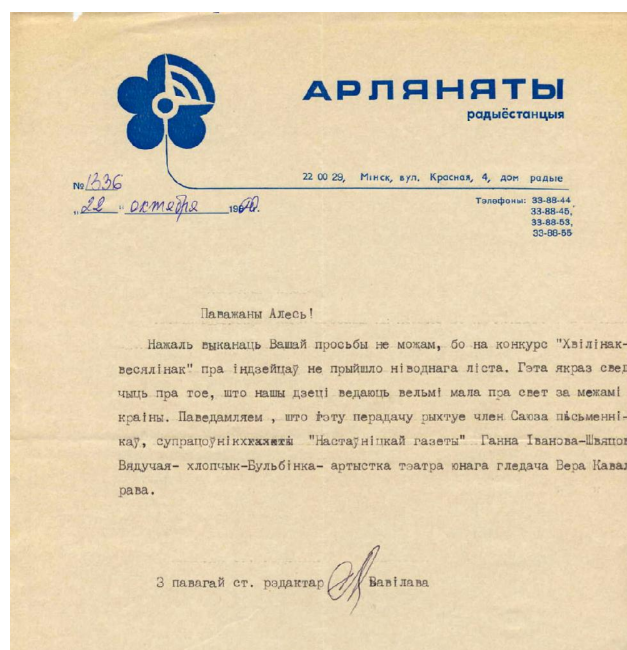 АРЛЯНЯТЫ
радыёстанцыя
22 00 29, Мінск, вул. Красная, 4, дом радые
№ 1336
"22" октября 19 г.
Тэлефоны: 33-88-44,
33-88-45,
33-88-53,
33-88-55
Паважаны Алесь!
Нажаль выканаць Вашай просьбы не можам, бо на конкурс "Хвілінак-
весялінак" пра індзейцаў не прыйшло ніводнага ліста. Гэта якраз свед
чыць пра тое, што нашы дзеці ведаюць вельмі мала пра свет за межамі
краіны. Паведамляем , што гэту перадачу рыхтуе член Саюза пісьменні-
каў, супрацоўнік "Настаўніцкай газеты" Ганна Іванова-Швяцов
Вядучая- хлопчык-Бульбінка- артыстка тэатра юнага гледача Вера Кавал
рава.
З павагай ст. рэдактар Вавілава